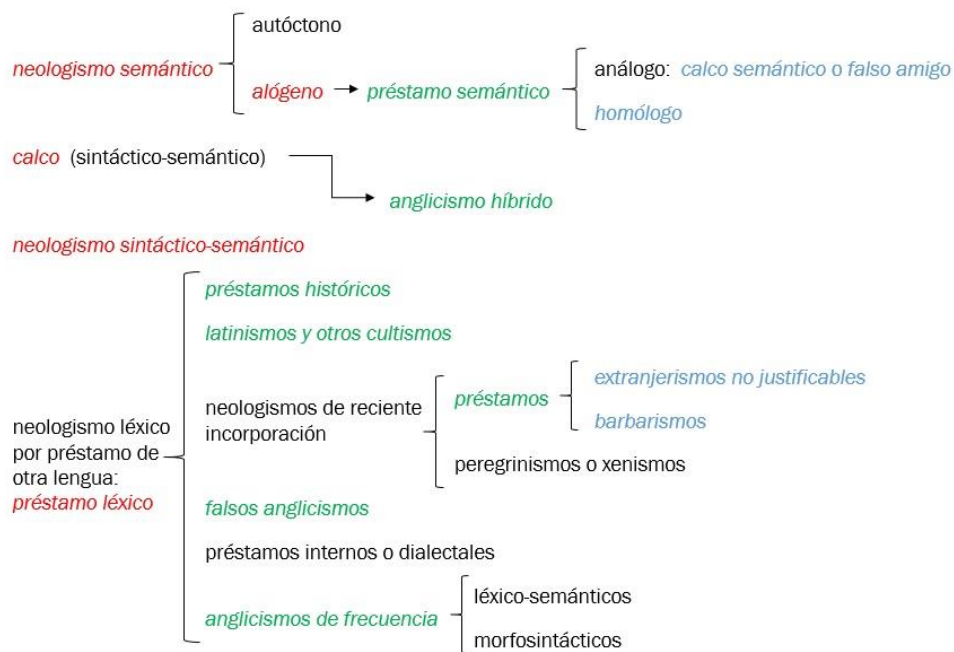 autóctono
neologismo semántico
alógeno préstamo semántico
análogo: calco semántico o falso amigo
homólogo
calco (sintáctico-semántico)
anglicismo híbrido
neologismo sintáctico-semántico
neologismo léxico
por préstamo de
otra lengua:
préstamo léxico
préstamos históricos
latinismos y otros cultismos
neologismos de reciente
incorporación
préstamos
extranjerismos no justificables
barbarismos
peregrinismos o xenismos
falsos anglicismos
préstamos internos o dialectales
anglicismos de frecuencia
léxico-semánticos
morfosintácticos